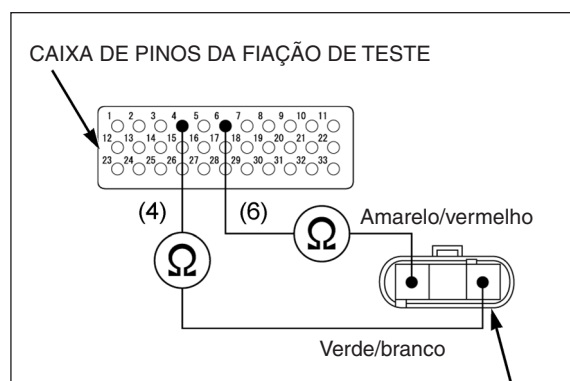 CAIXA DE PINOS DA FIAÇÃO DE TESTE
1 2 3 4 5 6 7 8 9 10 11
12 13 14 15 16 17 18 19 20 21 22
23 24 25 26 27 28 29 30 31 32 33
(4) (6)
Amarelo/vermelho
Ω
Ω
Verde/branco